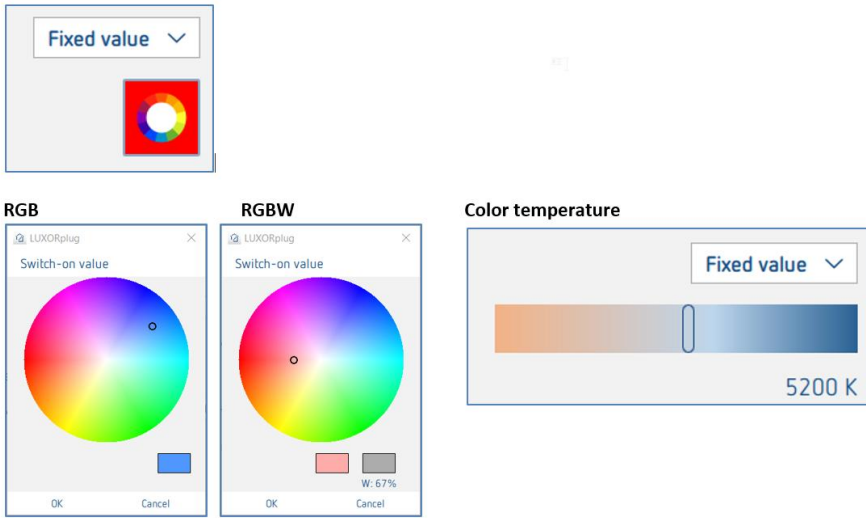 Fixed value
RGB
LUXORplug
Switch-on value
OK Cancel
RGBW
LUXORplug
Switch-on value
W: 67%
OK Cancel
Color temperature
Fixed value
5200 K